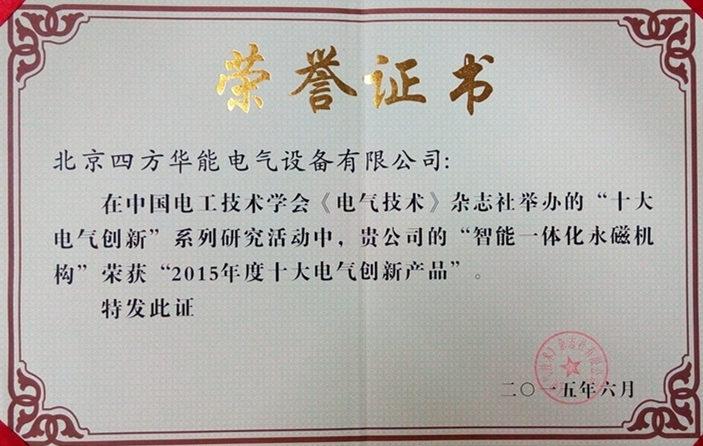 荣誉证书
北京四方华能电气设备有限公司:
在中国电工技术学会《电气技术》杂志社举办的“十大
电气创新”系列研究活动中，贵公司的“智能一体化永磁机
构”荣获“2015年度十大电气创新产品”。
特发此证
二〇一五年六月